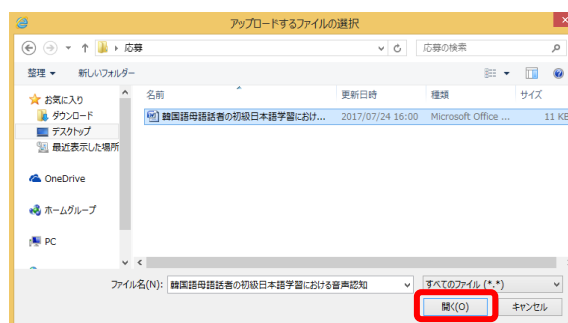 アップロードするファイルの選択
応募
応募の検索
整理 新しいフォルダー
名前 更新日時 種類 サイズ
お気に入り
ダウンロード
デスクトップ
最近表示した場所
韓国語母語話者の初級日本語学習におけ... 2017/07/24 16:00 Microsoft Office ... 11 KB
OneDrive
ホームグループ
PC
ファイル名(N): 韓国語母語話者の初級日本語学習における音声認知 すべてのファイル (*.*)
開く(O) キャンセル